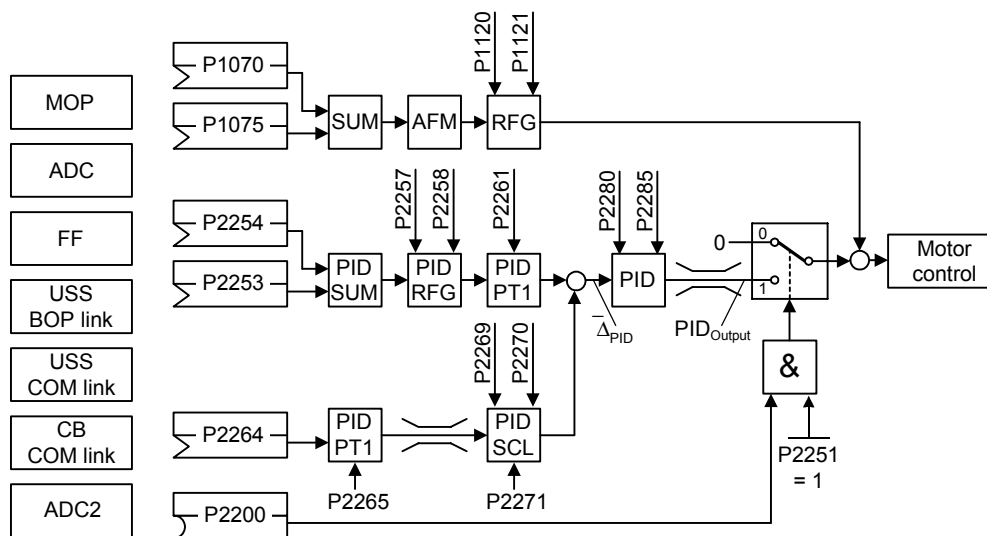 MOP
ADC
FF
USS
BOP link
USS
COM link
CB
COM link
ADC2
P1070
P1075
SUM
AFM
RFG
P1120
P1121
P2254
P2253
PID
SUM
P2257
P2258
PID
RFG
P2261
PID
PT1
P2280
P2285
PID
Δ̅PID
PIDOutput
0
0
1
Motor
control
&
P2251
= 1
P2264
PID
PT1
P2265
P2269
P2270
PID
SCL
P2271
P2200